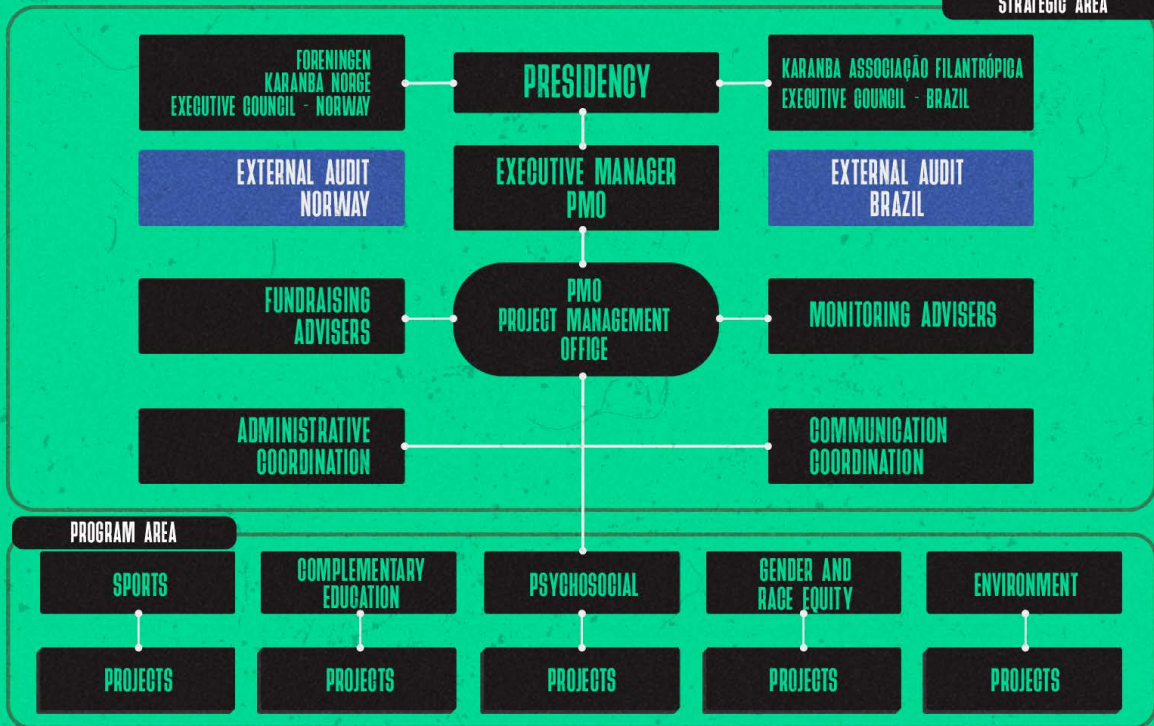 STRATEGIC AREA
FORENINGEN
KARANBA NORGE
EXECUTIVE COUNCIL - NORWAY
PRESIDENCY
KARANBA ASSOCIAÇÃO FILANTRÓPICA
EXECUTIVE COUNCIL - BRAZIL
EXTERNAL AUDIT
NORWAY
EXECUTIVE MANAGER
PMO
EXTERNAL AUDIT
BRAZIL
FUNDRAISING
ADVISERS
PMO
PROJECT MANAGEMENT
OFFICE
MONITORING ADVISERS
ADMINISTRATIVE
COORDINATION
COMMUNICATION
COORDINATION
PROGRAM AREA
SPORTS
COMPLEMENTARY
EDUCATION
PSYCHOSOCIAL
GENDER AND
RACE EQUITY
ENVIRONMENT
PROJECTS
PROJECTS
PROJECTS
PROJECTS
PROJECTS